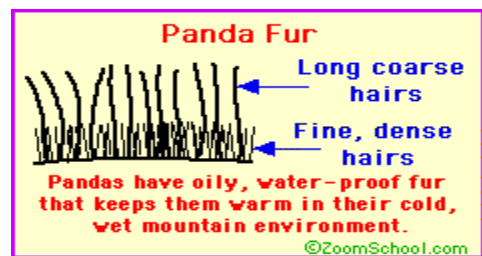 Panda Fur
Long coarse
hairs
Fine, dense
hairs
Pandas have oily, water-proof fur
that keeps them warm in their cold,
wet mountain environment.
©ZoomSchool.com